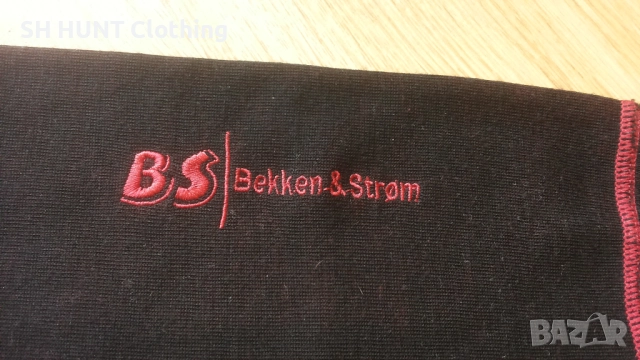 SH HUNT Clothing
BS | Bekken & Strøm
BAZAR